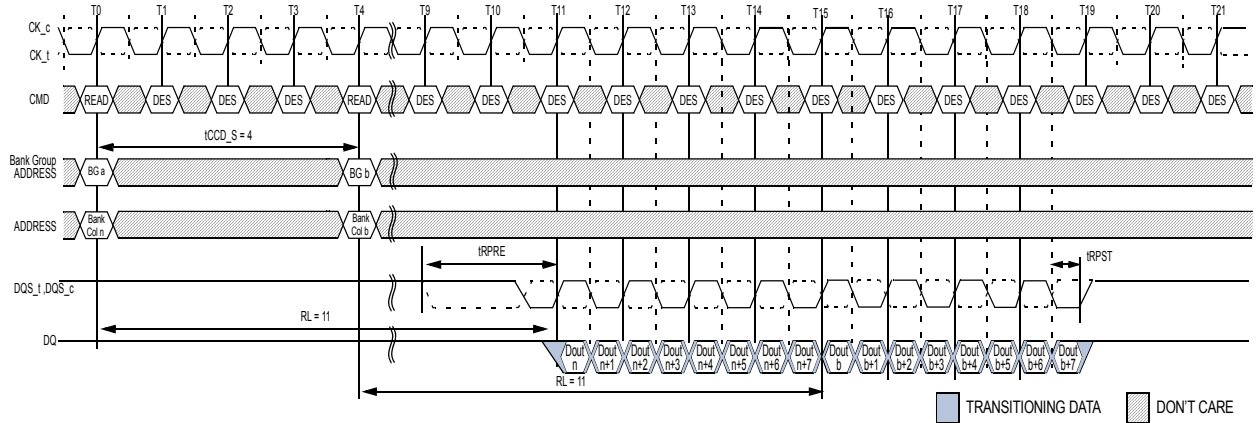 T0 T1 T2 T3 T4 T9 T10 T11 T12 T13 T14 T15 T16 T17 T18 T19 T20 T21
CK_c
CK_t
CMD READ DES DES DES READ DES DES DES DES DES DES DES DES DES DES DES DES DES
tCCD_S = 4
Bank Group
ADDRESS
BG a BG b
ADDRESS
Bank
Col n
Bank
Col b
tRPRE tRPST
DQS_t ,DQS_c
RL = 11
DQ
Dout
n
Dout
n+1
Dout
n+2
Dout
n+3
Dout
n+4
Dout
n+5
Dout
n+6
Dout
n+7
Dout
b
Dout
b+1
Dout
b+2
Dout
b+3
Dout
b+4
Dout
b+5
Dout
b+6
Dout
b+7
RL = 11
TRANSITIONING DATA DON'T CARE